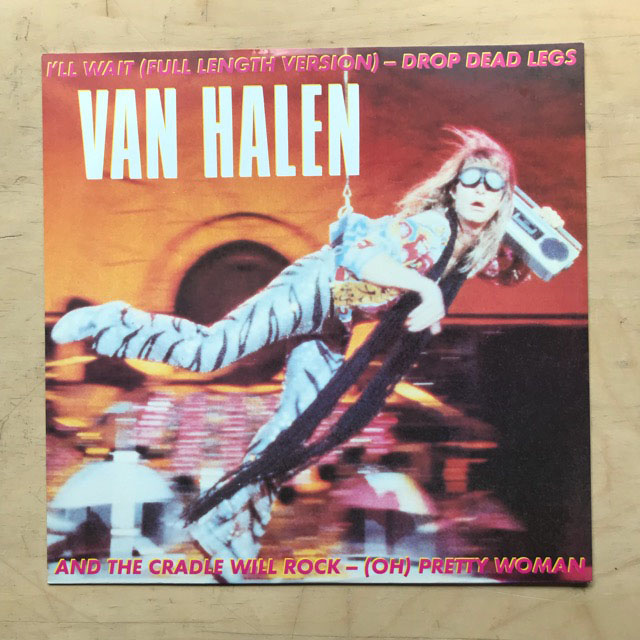 I'LL WAIT (FULL LENGTH VERSION) – DROP DEAD LEGS
VAN HALEN
AND THE CRADLE WILL ROCK – (OH) PRETTY WOMAN